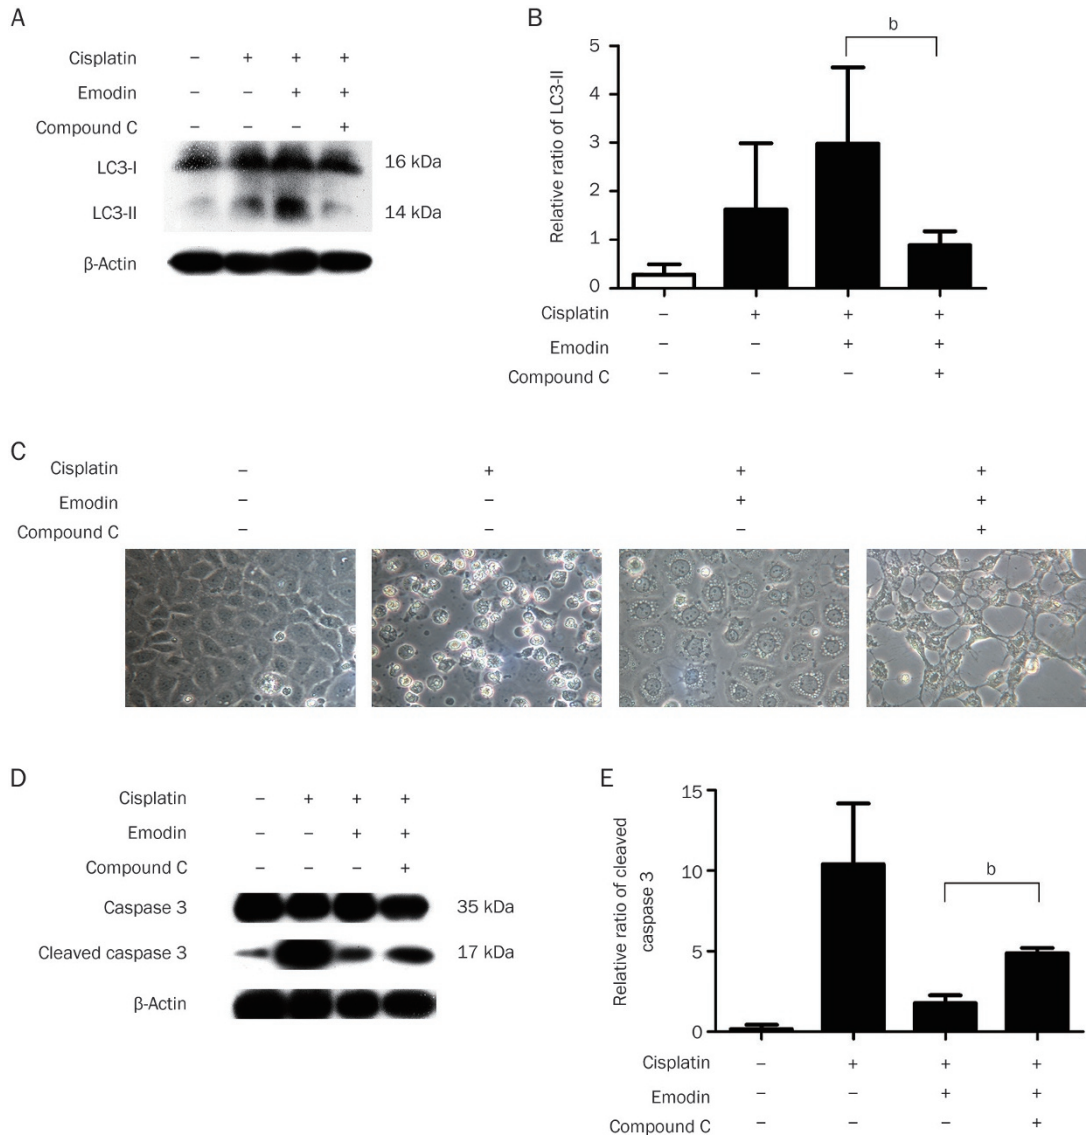 A
Cisplatin – + + +
Emodin – – + +
Compound C – – – +
LC3-I 16 kDa
LC3-II 14 kDa
β-Actin
B
b
Relative ratio of LC3-II
5
4
3
2
1
0
Cisplatin – + + +
Emodin – – + +
Compound C – – – +
C
Cisplatin – + + +
Emodin – – + +
Compound C – – – +
D
Cisplatin – + + +
Emodin – – + +
Compound C – – – +
Caspase 3 35 kDa
Cleaved caspase 3 17 kDa
β-Actin
E
b
Relative ratio of cleaved
caspase 3
15
10
5
0
Cisplatin – + + +
Emodin – – + +
Compound C – – – +